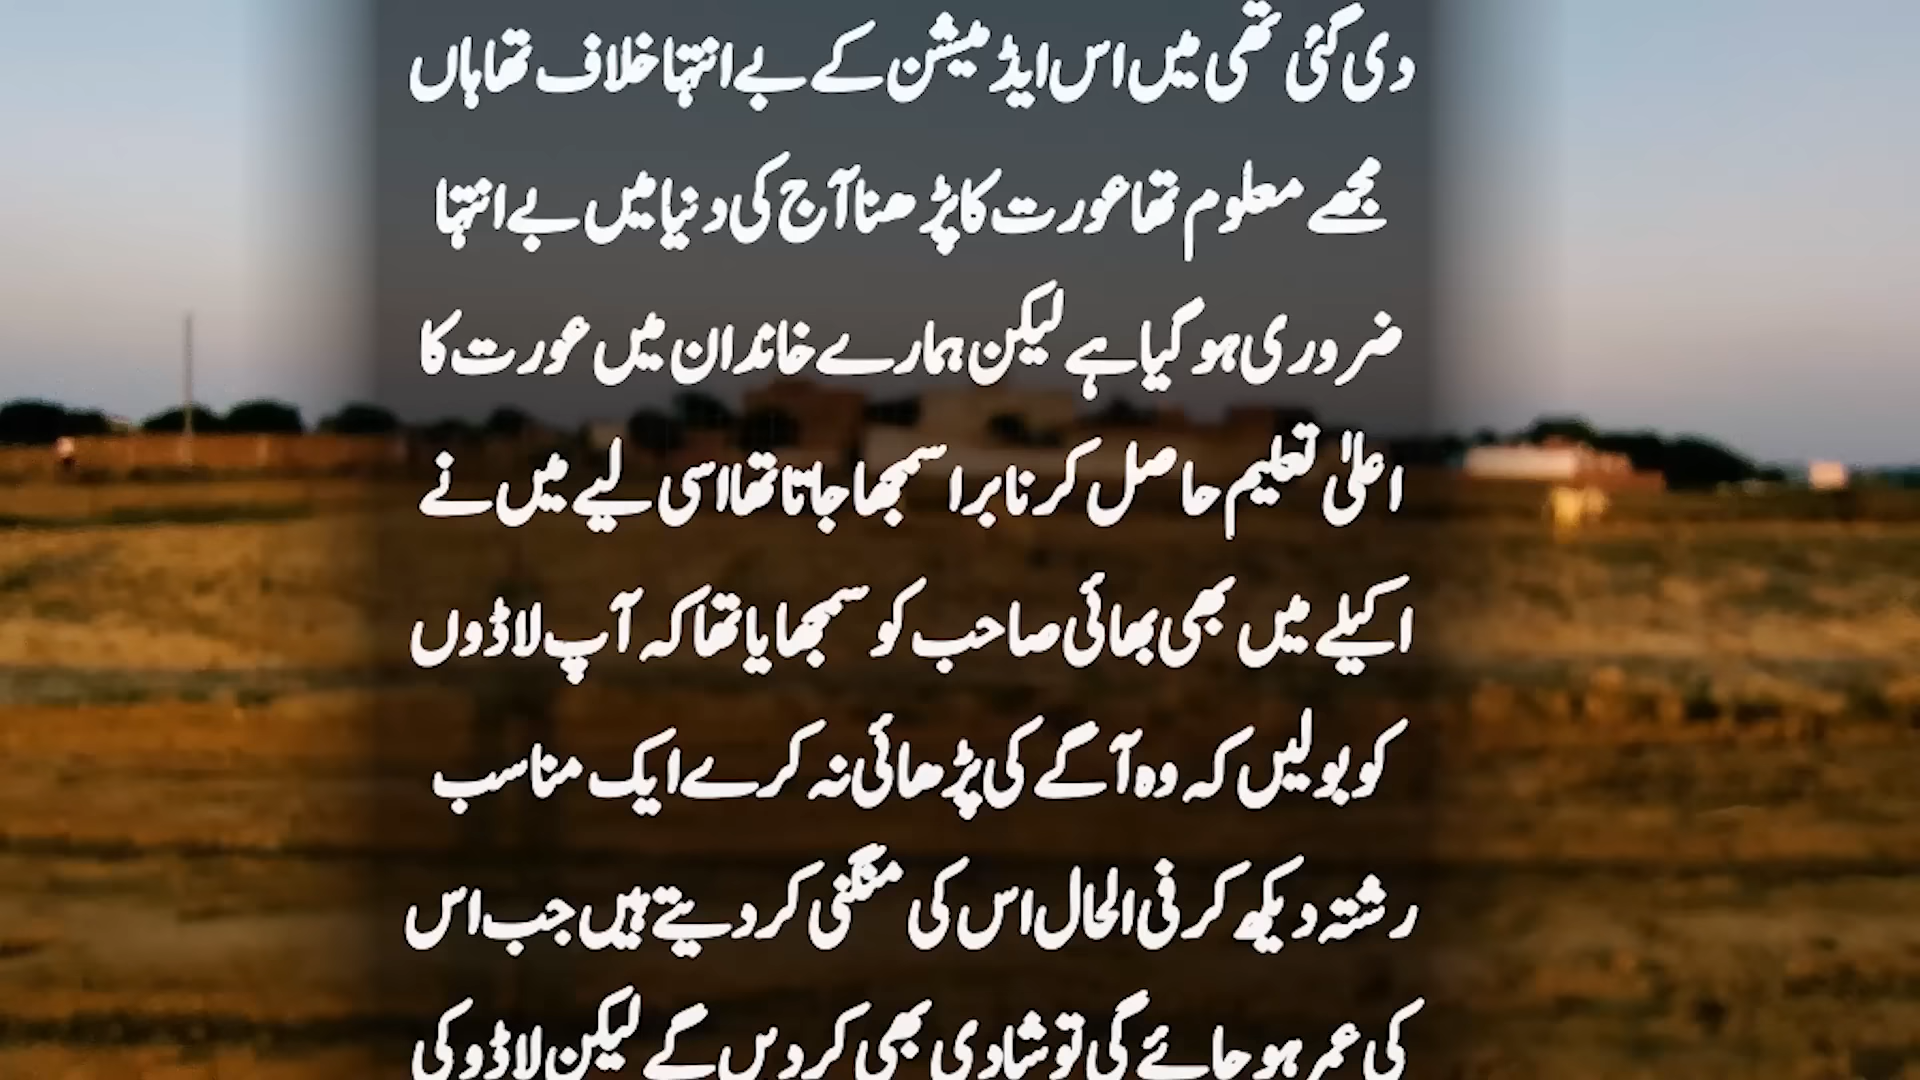 دی گئی تھی میں اس ایڈمیشن کے بے انتہا خلاف تھا ہاں
مجھے معلوم تھا عورت کا پڑھنا آج کی دنیا میں بے انتہا
ضروری ہو گیا ہے لیکن ہمارے خاندان میں عورت کا
اعلیٰ تعلیم حاصل کرنا برا سمجھا جاتا تھا اسی لیے میں نے
اکیلے میں بھی بھائی صاحب کو سمجھایا تھا کہ آپ لاڈوں
کو بولیں کہ وہ آگے کی پڑھائی نہ کرے ایک مناسب
رشتہ دیکھ کر فی الحال اس کی منگنی کر دیتے ہیں جب اس
کی عمر ہو جائے گی تو شادی بھی کر دیں گے لیکن لاڈو کی